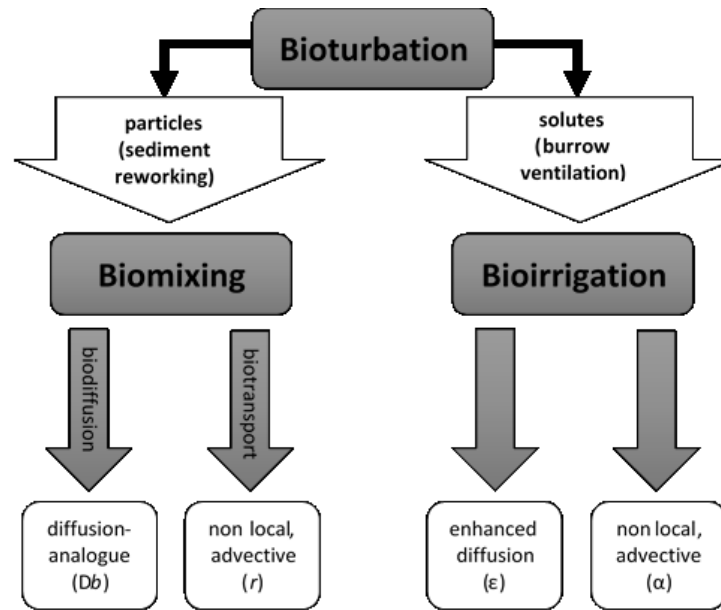 Bioturbation
particles
(sediment
reworking)
solutes
(burrow
ventilation)
Biomixing
Bioirrigation
biodiffusion
biotransport
diffusion-
analogue
(Db)
non local,
advective
(r)
enhanced
diffusion
(ε)
non local,
advective
(α)